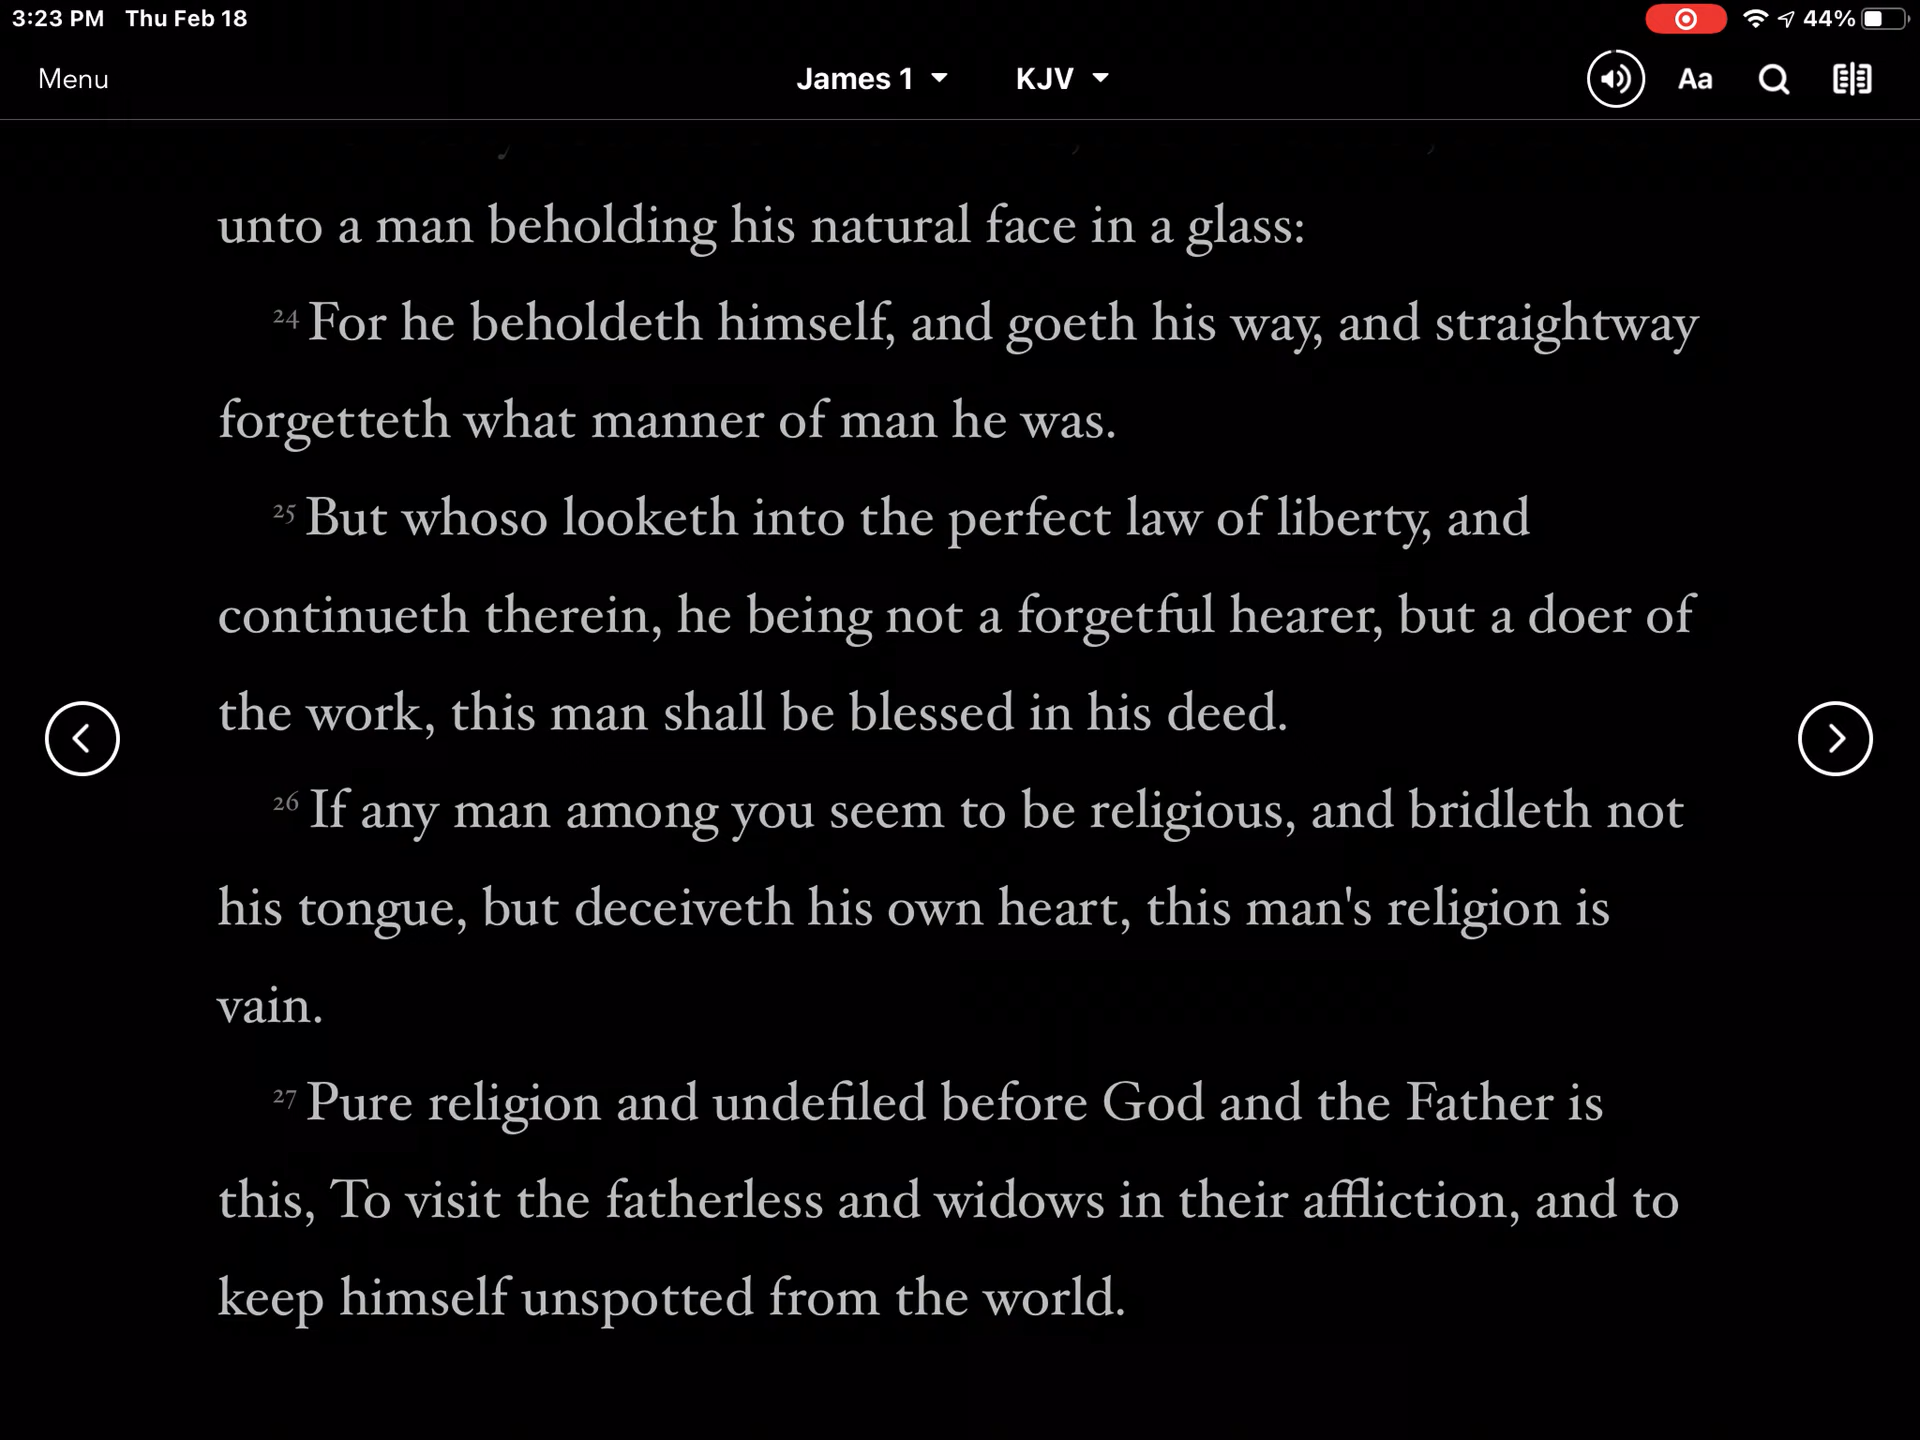 3:23 PM Thu Feb 18 44%
Menu James 1 KJV Aa
unto a man beholding his natural face in a glass:
24 For he beholdeth himself, and goeth his way, and straightway
forgetteth what manner of man he was.
25 But whoso looketh into the perfect law of liberty, and
continueth therein, he being not a forgetful hearer, but a doer of
the work, this man shall be blessed in his deed.
26 If any man among you seem to be religious, and bridleth not
his tongue, but deceiveth his own heart, this man's religion is
vain.
27 Pure religion and undefiled before God and the Father is
this, To visit the fatherless and widows in their affliction, and to
keep himself unspotted from the world.